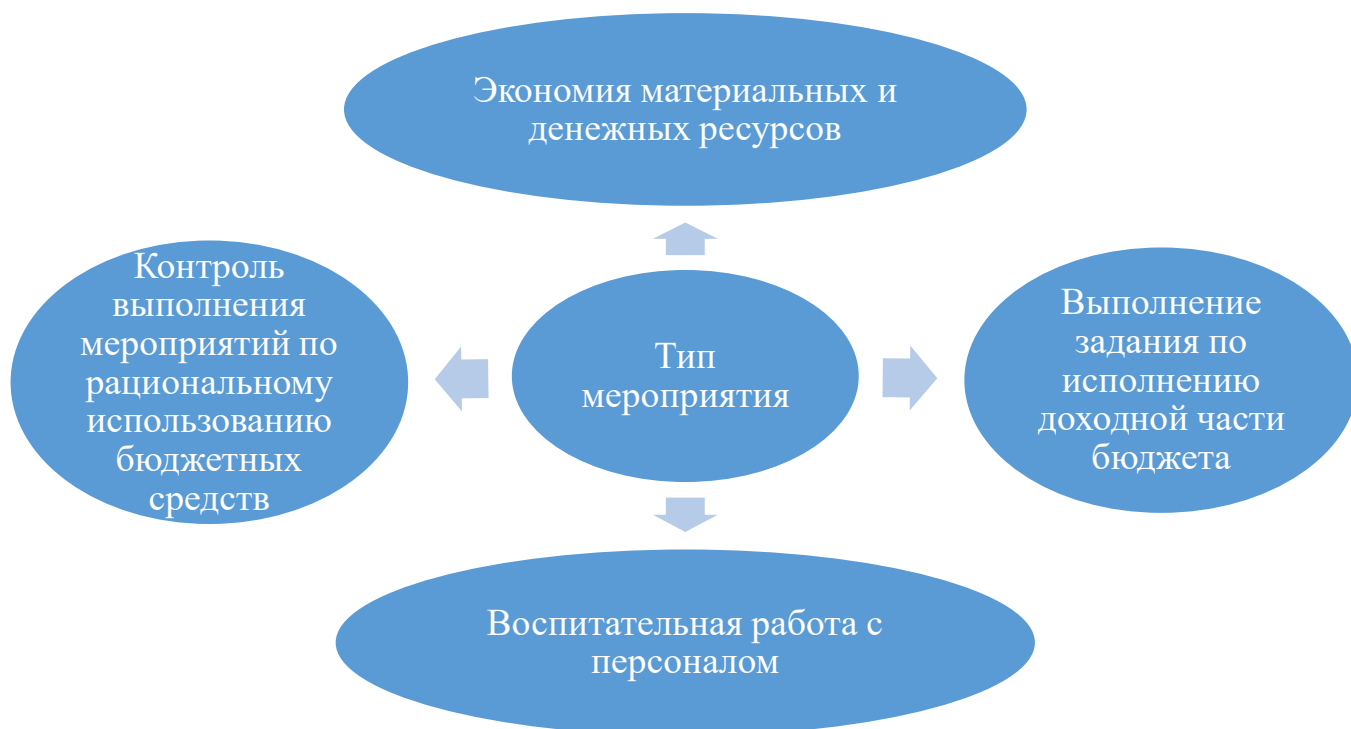 Экономия материальных и
денежных ресурсов
Контроль
выполнения
мероприятий по
рациональному
использованию
бюджетных
средств
Тип
мероприятия
Выполнение
задания по
исполнению
доходной части
бюджета
Воспитательная работа с
персоналом